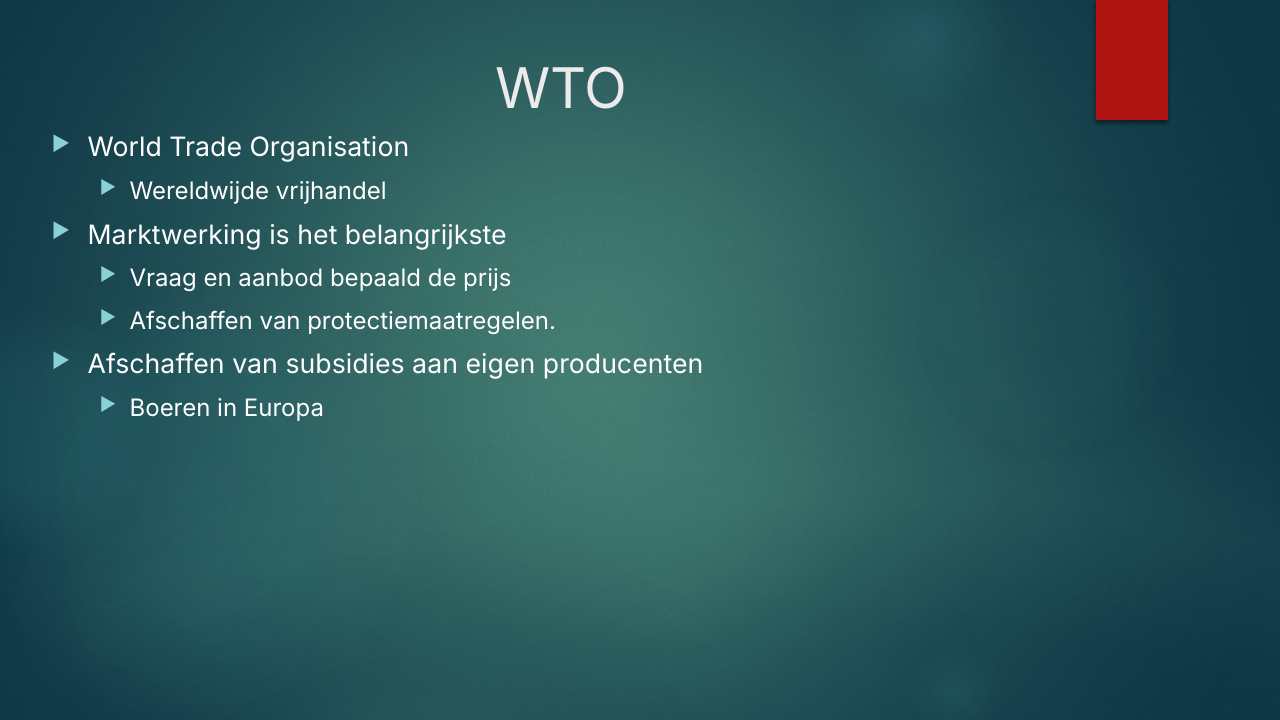 WTO
World Trade Organisation
Wereldwijde vrijhandel
Marktwerking is het belangrijkste
Vraag en aanbod bepaald de prijs
Afschaffen van protectiemaatregelen.
Afschaffen van subsidies aan eigen producenten
Boeren in Europa